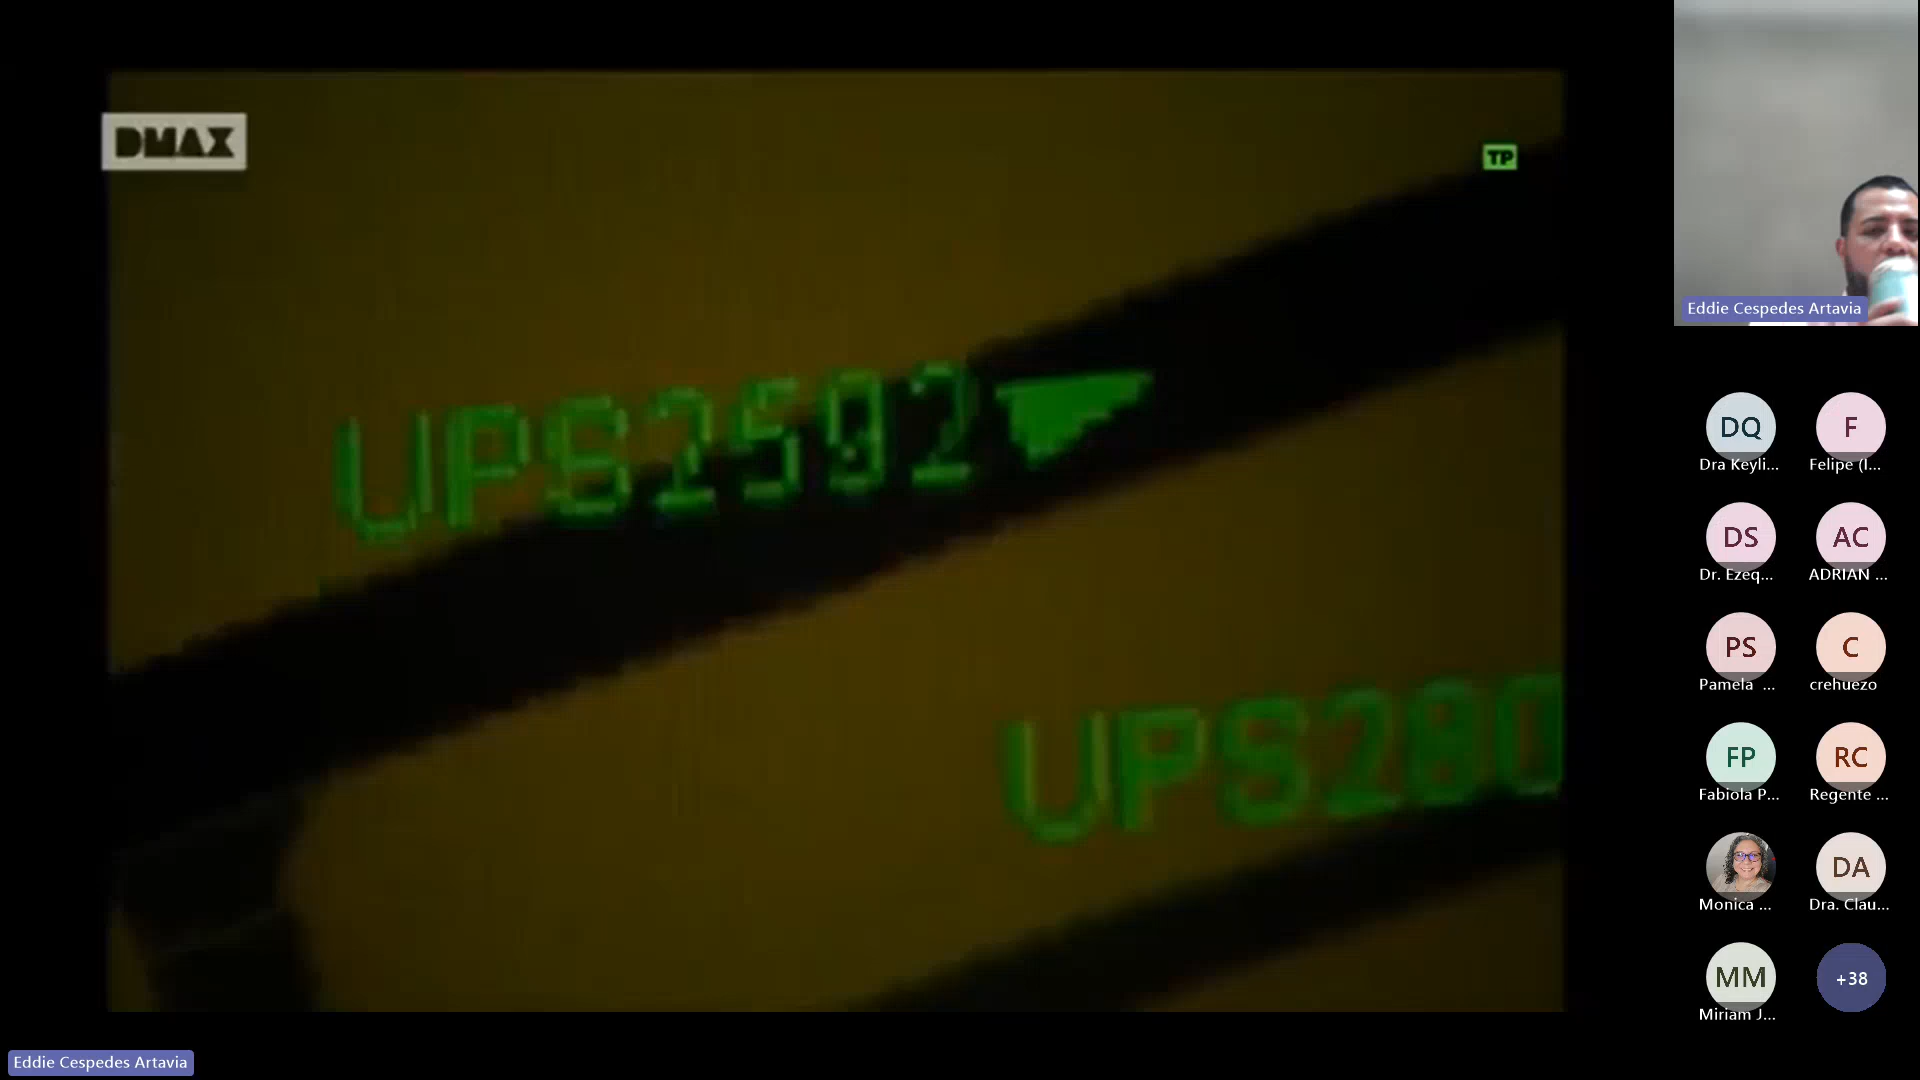 DMAX
TP
UPS2592
UPS280
Eddie Cespedes Artavia
DQ
Dra Keyli...
F
Felipe (I...
DS
Dr. Ezeq...
AC
ADRIAN ...
PS
Pamela ...
C
crehuezo
FP
Fabiola P...
RC
Regente ...
Monica ...
DA
Dra. Clau...
MM
Miriam J...
+38
Eddie Cespedes Artavia